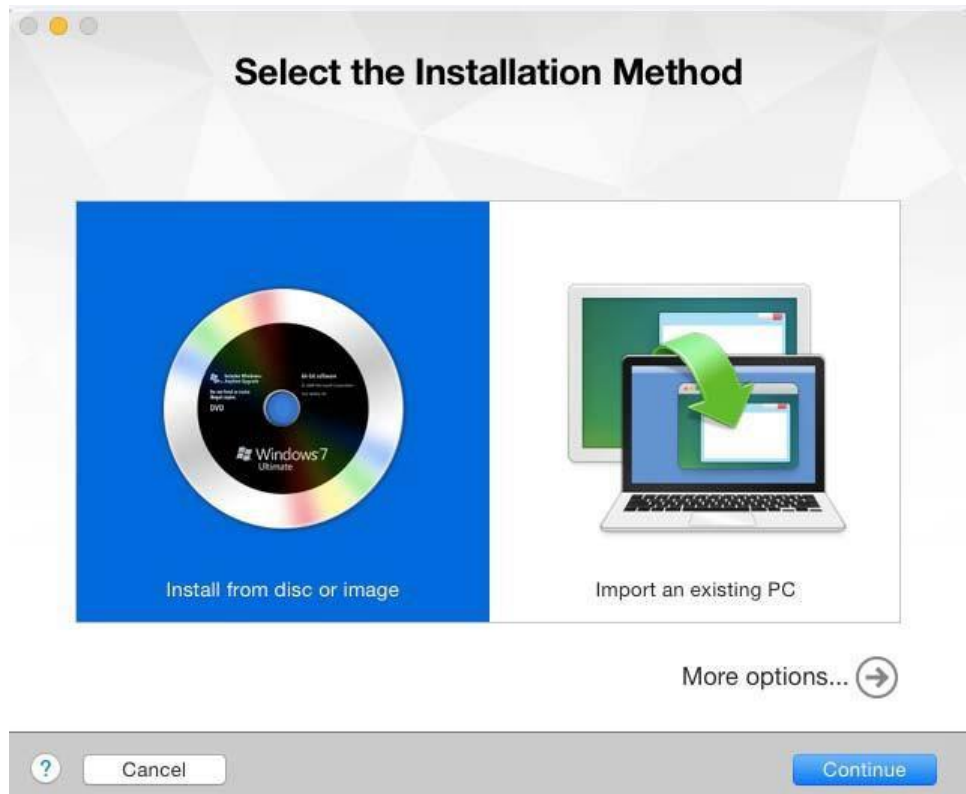 Select the Installation Method
DVD
Windows 7
Ultimate
Install from disc or image
Import an existing PC
More options...
?
Cancel
Continue